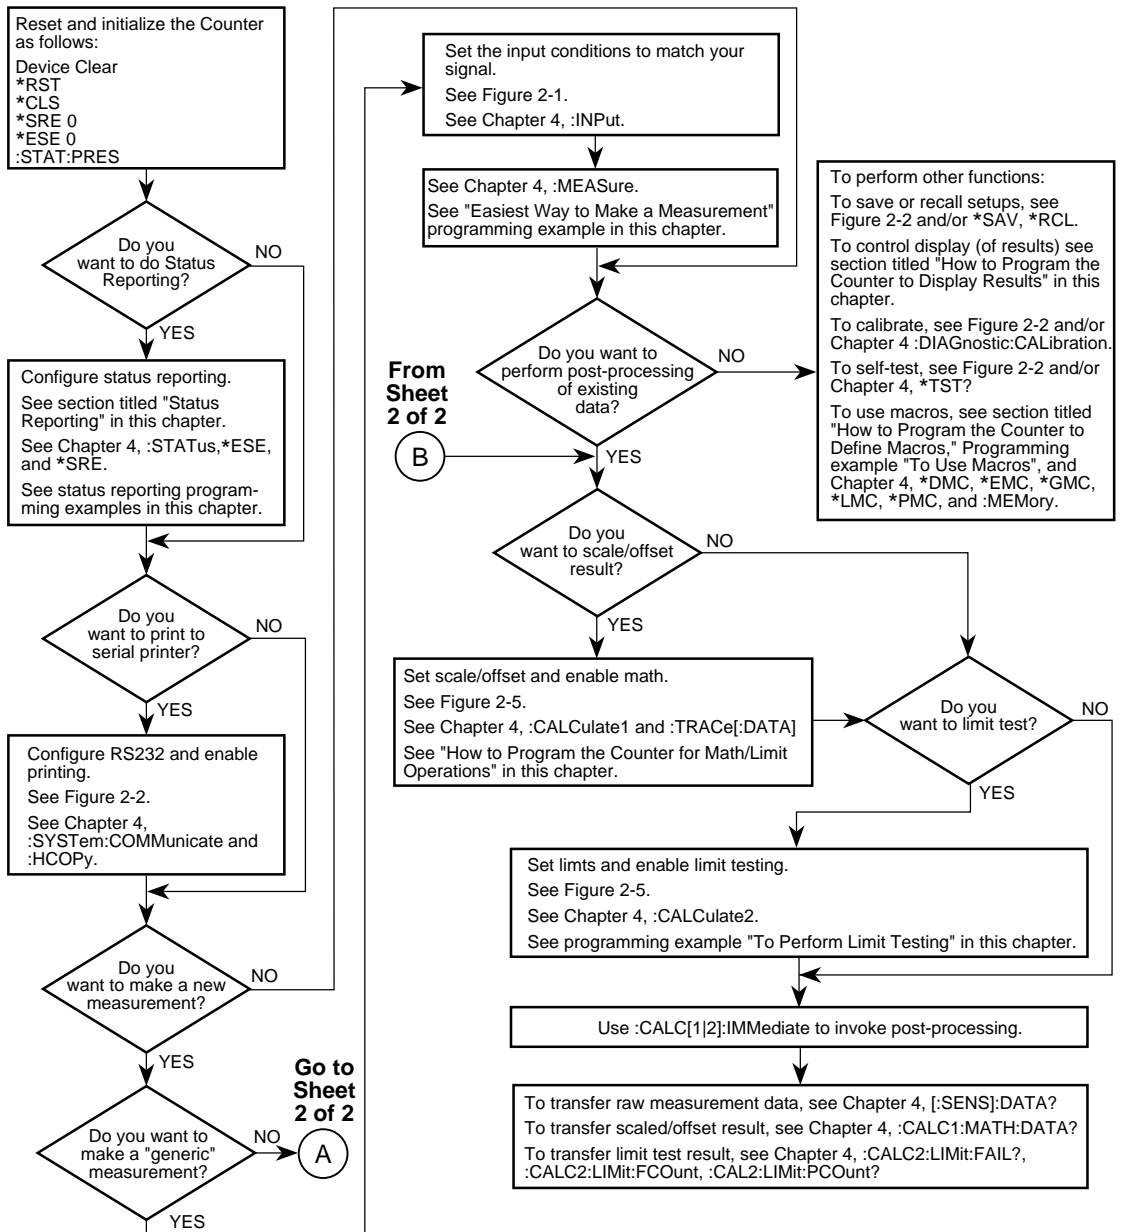 Reset and initialize the Counter
as follows:
Device Clear
*RST
*CLS
*SRE 0
*ESE 0
:STAT:PRES
Do you
want to do Status
Reporting?
NO
YES
Configure status reporting.
See section titled "Status
Reporting" in this chapter.
See Chapter 4, :STATus,*ESE,
and *SRE.
See status reporting program-
ming examples in this chapter.
Do you
want to print to
serial printer?
NO
YES
Configure RS232 and enable
printing.
See Figure 2-2.
See Chapter 4,
:SYSTem:COMMunicate and
:HCOPy.
Do you
want to make a new
measurement?
NO
YES
Do you want to
make a "generic"
measurement?
NO
YES
Go to
Sheet
2 of 2
A
Set the input conditions to match your
signal.
See Figure 2-1.
See Chapter 4, :INPut.
See Chapter 4, :MEASure.
See "Easiest Way to Make a Measurement"
programming example in this chapter.
Do you want to
perform post-processing
of existing
data?
NO
YES
From
Sheet
2 of 2
B
To perform other functions:
To save or recall setups, see
Figure 2-2 and/or *SAV, *RCL.
To control display (of results) see
section titled "How to Program the
Counter to Display Results" in this
chapter.
To calibrate, see Figure 2-2 and/or
Chapter 4 :DIAGnostic:CALibration.
To self-test, see Figure 2-2 and/or
Chapter 4, *TST?
To use macros, see section titled
"How to Program the Counter to
Define Macros," Programming
example "To Use Macros", and
Chapter 4, *DMC, *EMC, *GMC,
*LMC, *PMC, and :MEMory.
Do you
want to scale/offset
result?
NO
YES
Set scale/offset and enable math.
See Figure 2-5.
See Chapter 4, :CALCulate1 and :TRACe[:DATA]
See "How to Program the Counter for Math/Limit
Operations" in this chapter.
Do you
want to limit test?
NO
YES
Set limts and enable limit testing.
See Figure 2-5.
See Chapter 4, :CALCulate2.
See programming example "To Perform Limit Testing" in this chapter.
Use :CALC[1|2]:IMMediate to invoke post-processing.
To transfer raw measurement data, see Chapter 4, [:SENS]:DATA?
To transfer scaled/offset result, see Chapter 4, :CALC1:MATH:DATA?
To transfer limit test result, see Chapter 4, :CALC2:LIMit:FAIL?,
:CALC2:LIMit:FCOunt, :CAL2:LIMit:PCOunt?